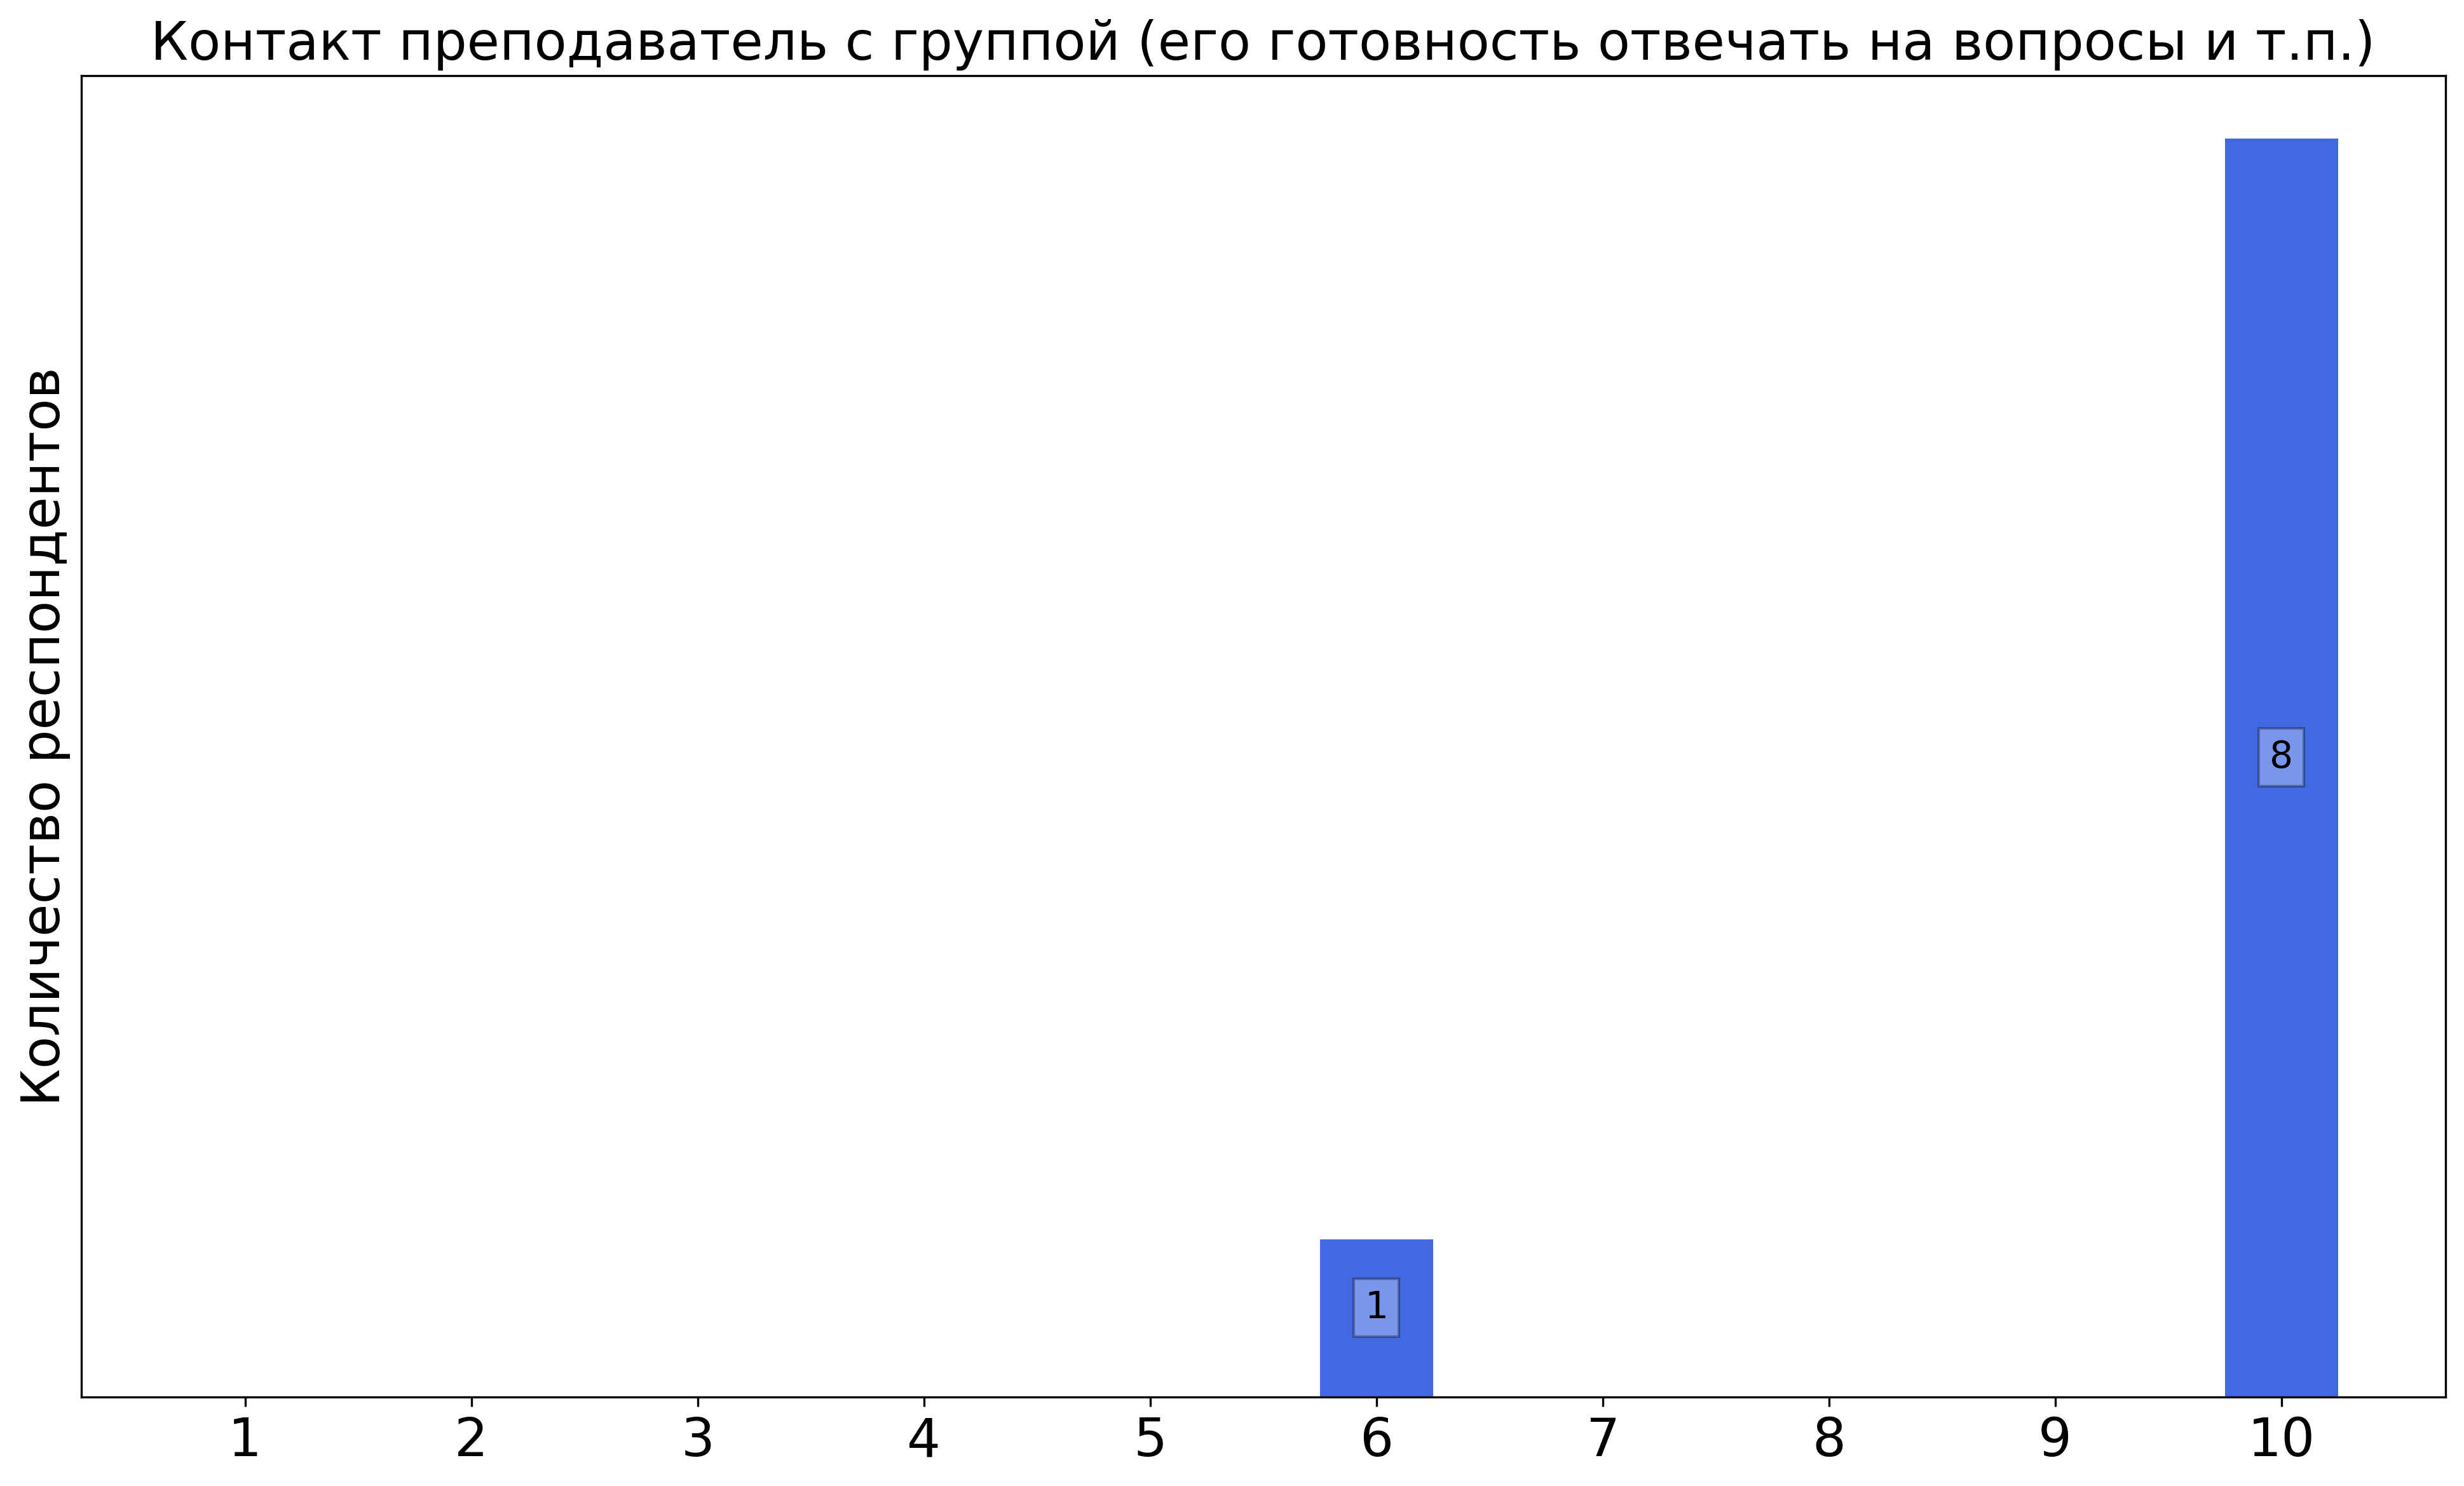 Контакт преподаватель с группой (его готовность отвечать на вопросы и т.п.)
Количество респондентов
8
1
1 2 3 4 5 6 7 8 9 10